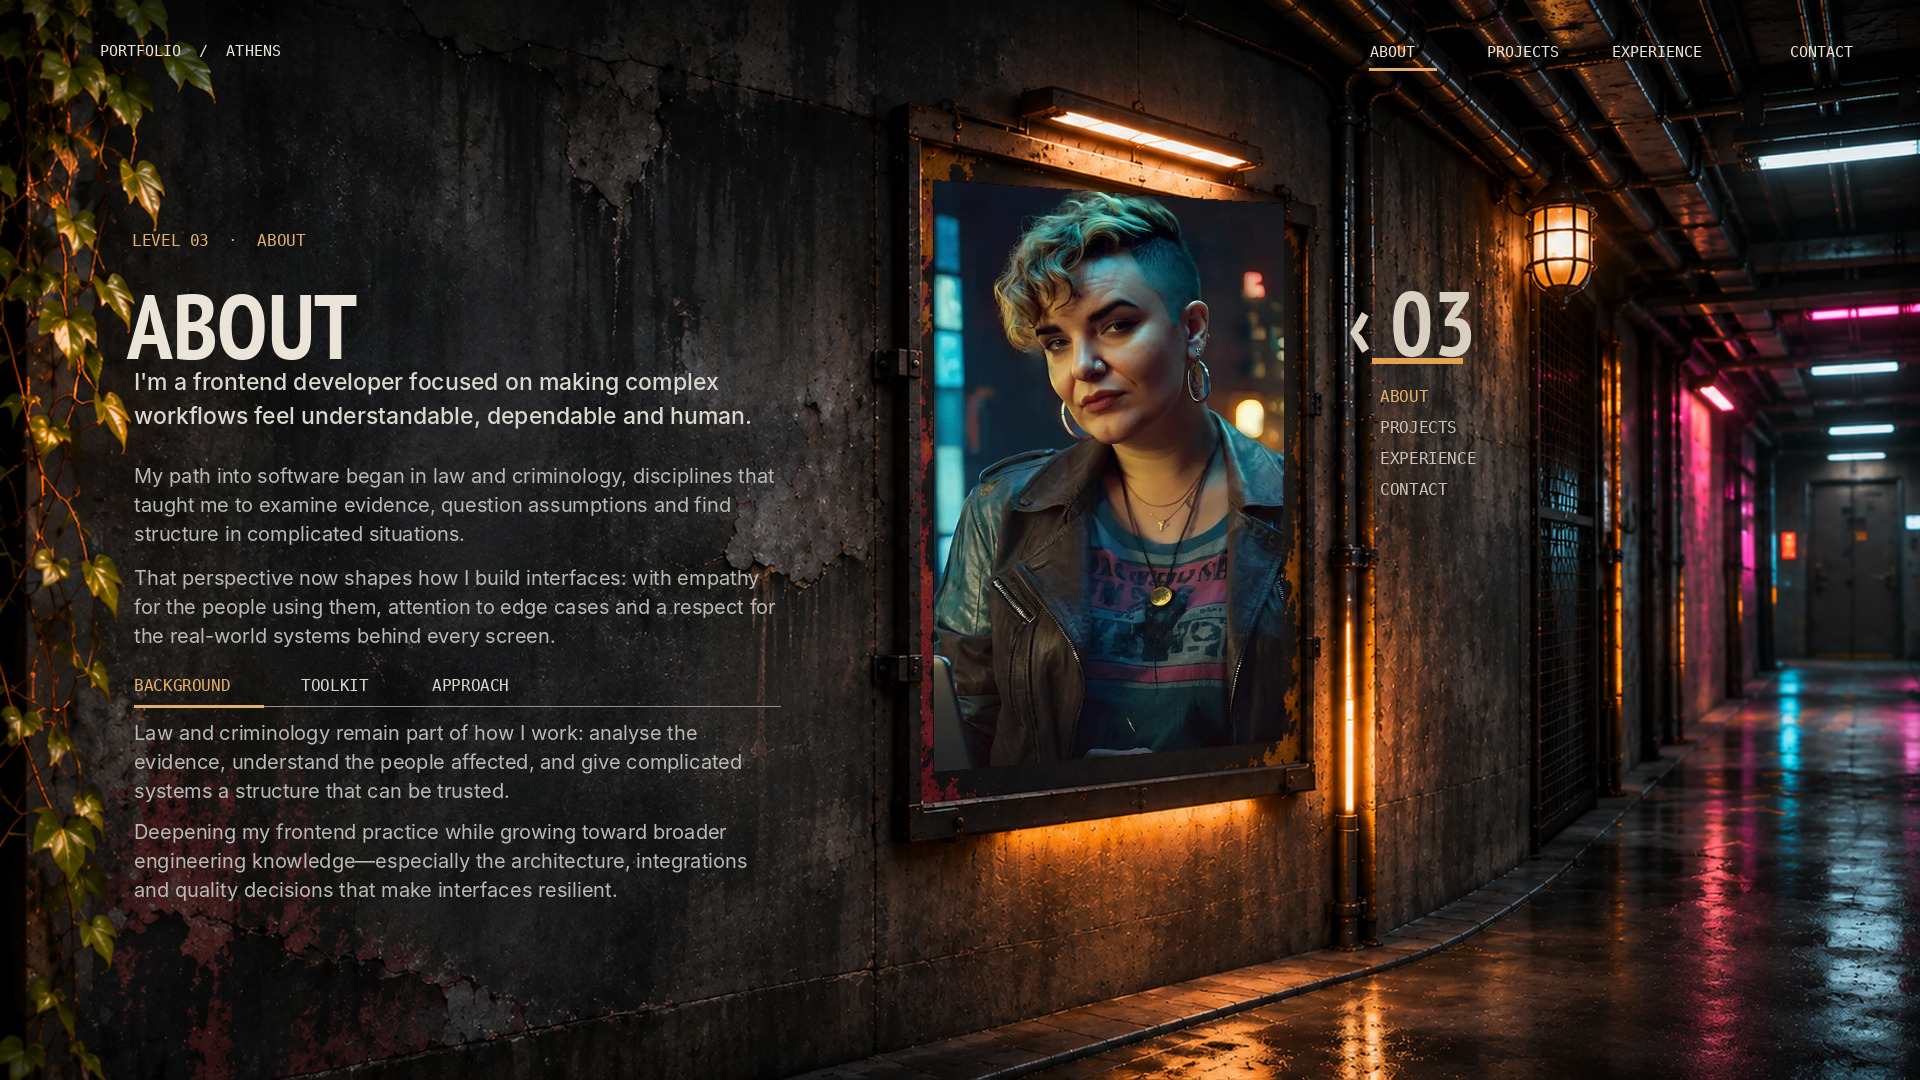 PORTFOLIO / ATHENS
ABOUT PROJECTS EXPERIENCE CONTACT
LEVEL 03 · ABOUT
ABOUT
I'm a frontend developer focused on making complex
workflows feel understandable, dependable and human.
My path into software began in law and criminology, disciplines that
taught me to examine evidence, question assumptions and find
structure in complicated situations.
That perspective now shapes how I build interfaces: with empathy
for the people using them, attention to edge cases and a respect for
the real-world systems behind every screen.
BACKGROUND TOOLKIT APPROACH
Law and criminology remain part of how I work: analyse the
evidence, understand the people affected, and give complicated
systems a structure that can be trusted.
Deepening my frontend practice while growing toward broader
engineering knowledge—especially the architecture, integrations
and quality decisions that make interfaces resilient.
‹ 03
ABOUT
PROJECTS
EXPERIENCE
CONTACT